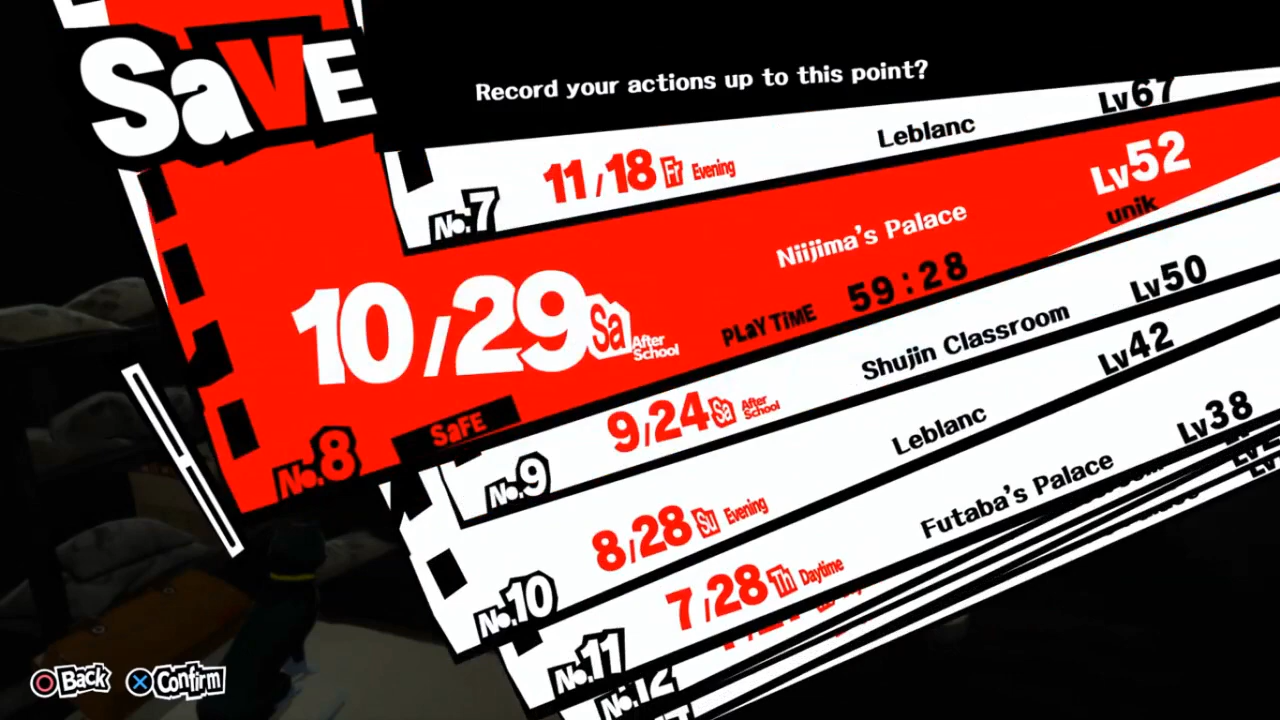 SaVE
Record your actions up to this point?
No.7 11/18 Fr Evening Leblanc Lv67
No.8 10/29 Sa After School Niijima's Palace Lv52
PLaY TiME 59:28 unik
SaFE
No.9 9/24 Sa After School Shujin Classroom Lv50
No.10 8/28 Su Evening Leblanc Lv42
No.11 7/28 Th Daytime Futaba's Palace Lv38
No.12
Back Confirm